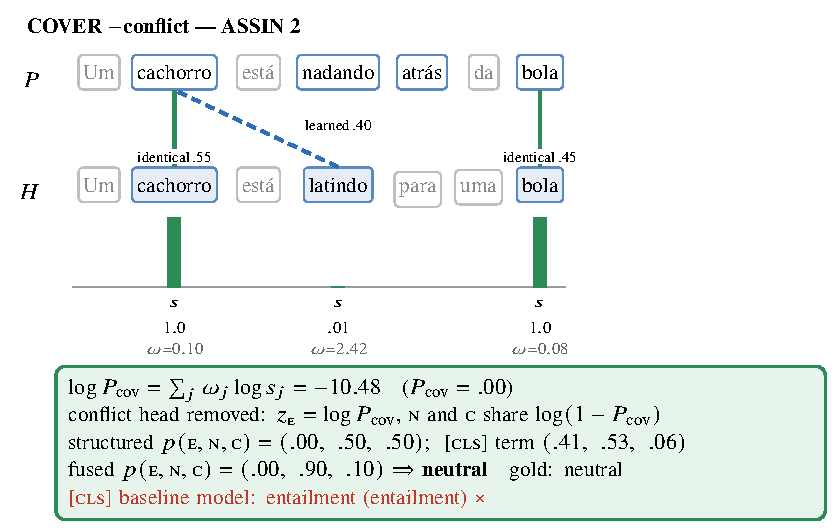 COVER −conflict — ASSIN 2
P Um cachorro está nadando atrás da bola
learned .40
identical .55 identical .45
H Um cachorro está latindo para uma bola
s s s
1.0 .01 1.0
ω=0.10 ω=2.42 ω=0.08
log P_cov = ∑_j ω_j log s_j = −10.48 (P_cov = .00)
conflict head removed: z_E = log P_cov, N and C share log(1 − P_cov)
structured p(E, N, C) = (.00, .50, .50); [CLS] term (.41, .53, .06)
fused p(E, N, C) = (.00, .90, .10) ⟹ neutral gold: neutral
[CLS] baseline model: entailment (entailment) ×